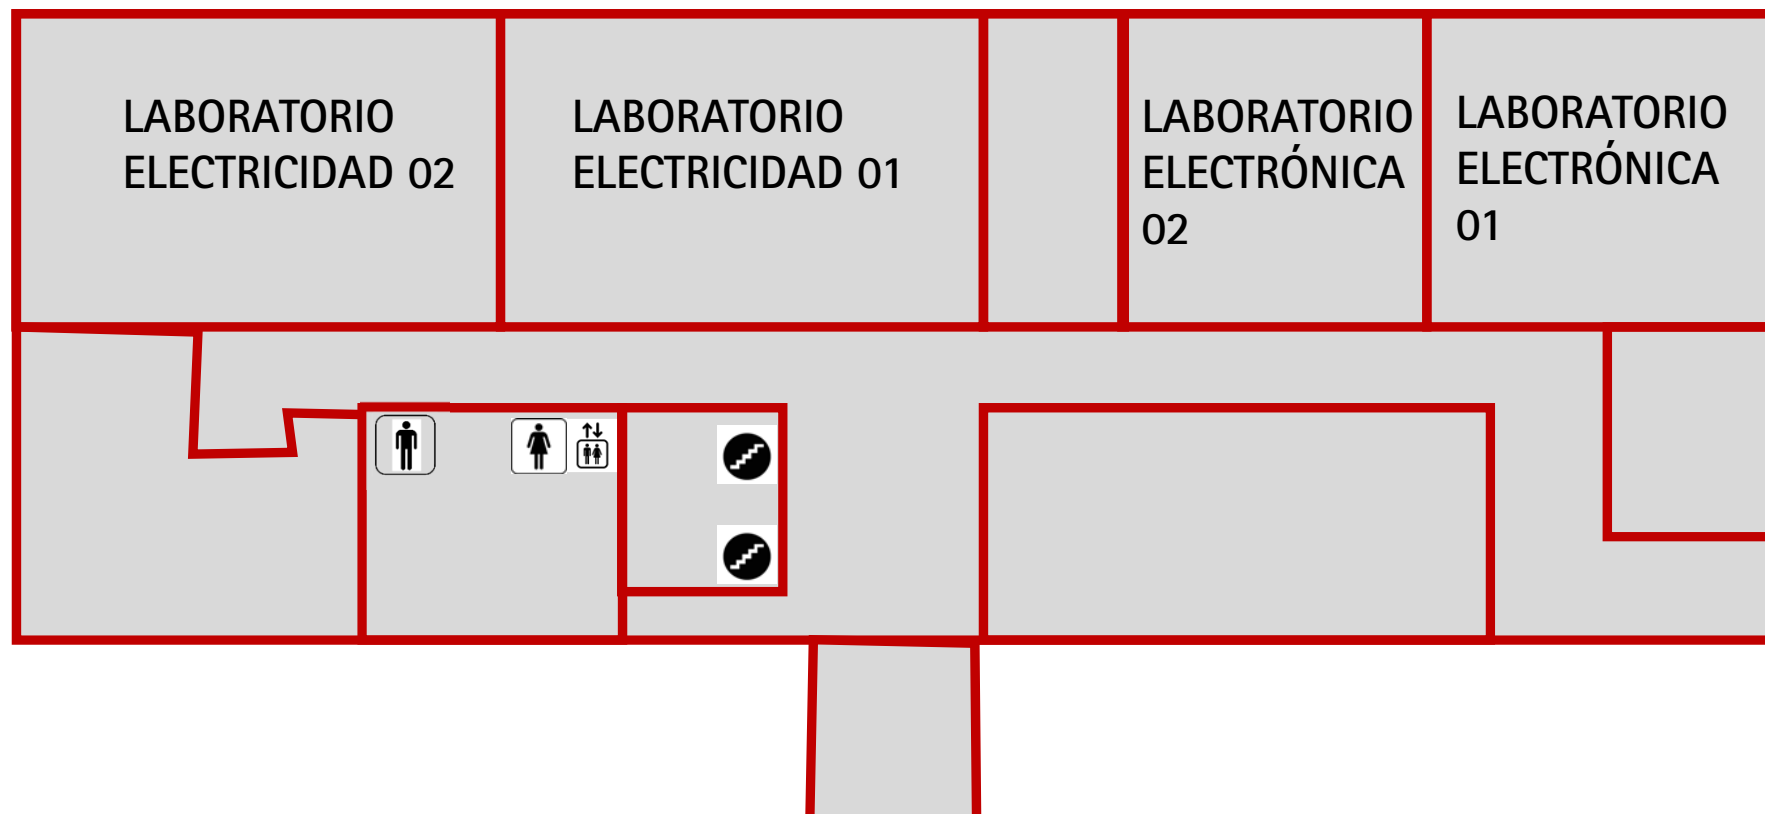 LABORATORIO
ELECTRICIDAD 02
LABORATORIO
ELECTRICIDAD 01
LABORATORIO
ELECTRÓNICA
02
LABORATORIO
ELECTRÓNICA
01